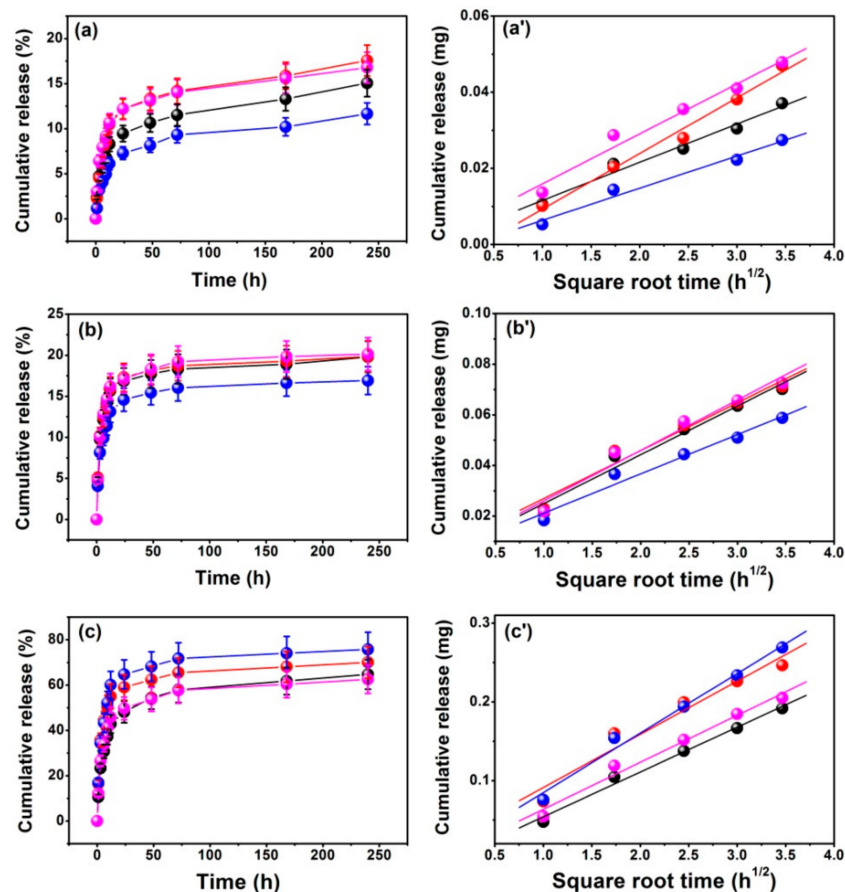 (a)
Cumulative release (%)
25
20
15
10
5
0
0 50 100 150 200 250
Time (h)
(a')
Cumulative release (mg)
0.06
0.04
0.02
0.00
0.5 1.0 1.5 2.0 2.5 3.0 3.5 4.0
Square root time (h^1/2)
(b)
Cumulative release (%)
25
20
15
10
5
0
0 50 100 150 200 250
Time (h)
(b')
Cumulative release (mg)
0.10
0.08
0.06
0.04
0.02
0.5 1.0 1.5 2.0 2.5 3.0 3.5 4.0
Square root time (h^1/2)
(c)
Cumulative release (%)
80
60
40
20
0
0 50 100 150 200 250
Time (h)
(c')
Cumulative release (mg)
0.3
0.2
0.1
0.5 1.0 1.5 2.0 2.5 3.0 3.5 4.0
Square root time (h^1/2)